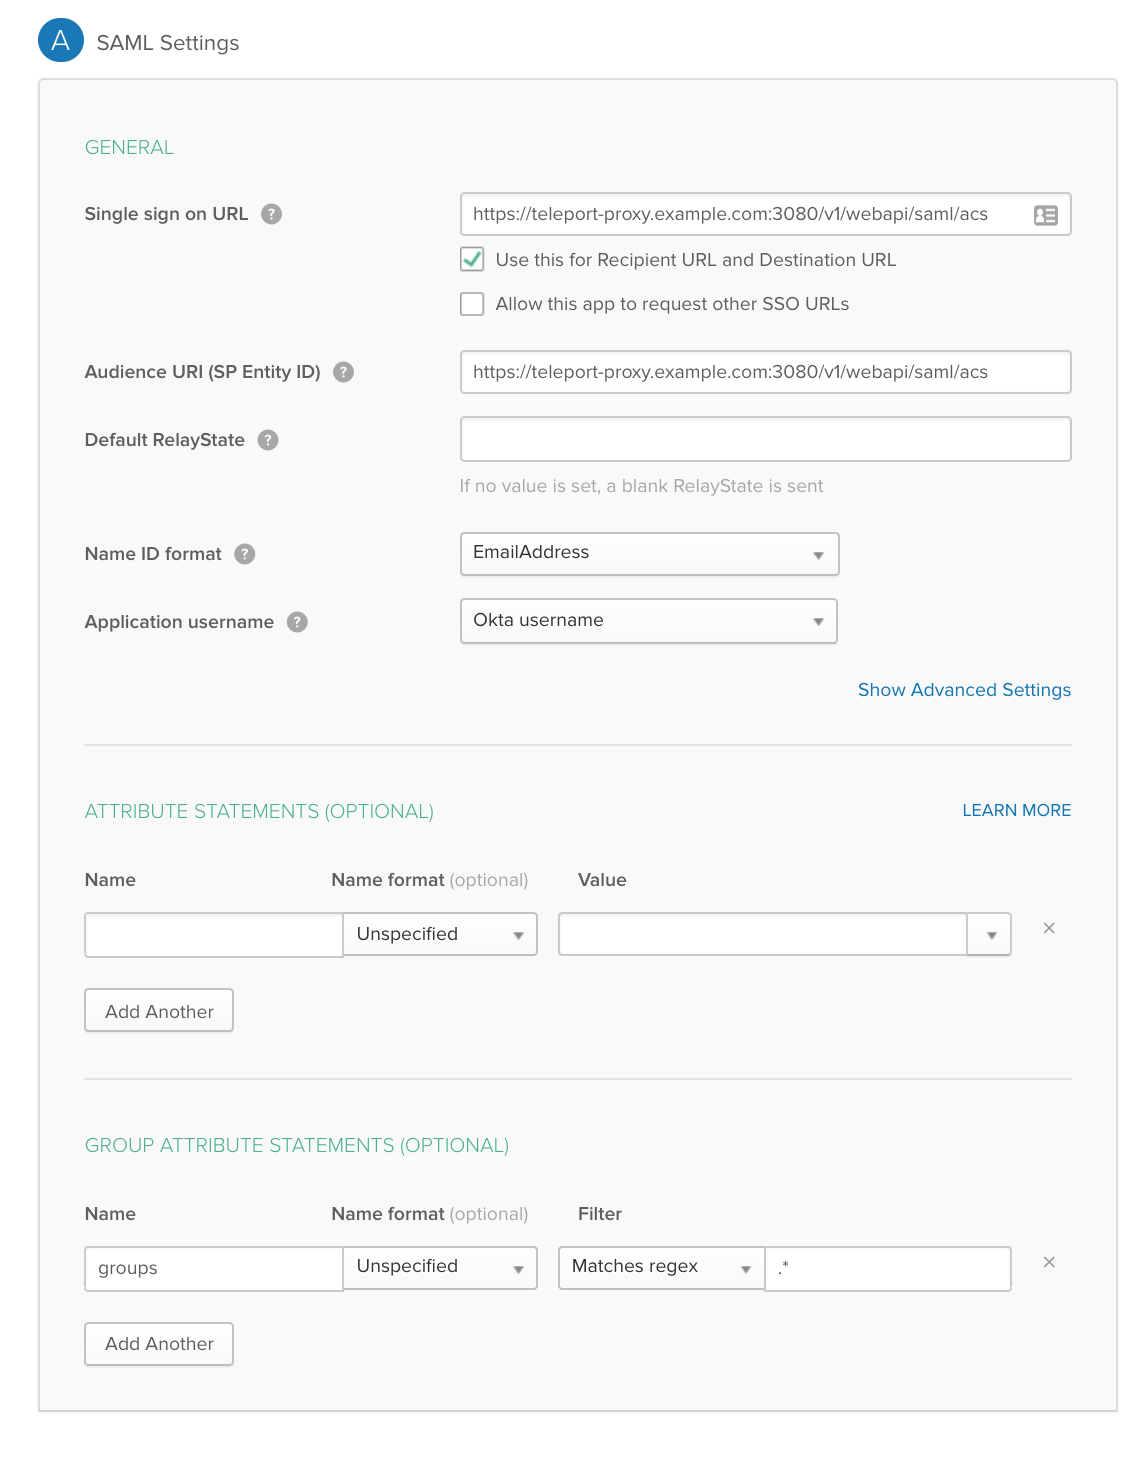 A SAML Settings
GENERAL
Single sign on URL ? https://teleport-proxy.example.com:3080/v1/webapi/saml/acs
Use this for Recipient URL and Destination URL
Allow this app to request other SSO URLs
Audience URI (SP Entity ID) ? https://teleport-proxy.example.com:3080/v1/webapi/saml/acs
Default RelayState ?
If no value is set, a blank RelayState is sent
Name ID format ? EmailAddress
Application username ? Okta username
Show Advanced Settings
ATTRIBUTE STATEMENTS (OPTIONAL) LEARN MORE
Name Name format (optional) Value
Unspecified
Add Another
GROUP ATTRIBUTE STATEMENTS (OPTIONAL)
Name Name format (optional) Filter
groups Unspecified Matches regex .*
Add Another